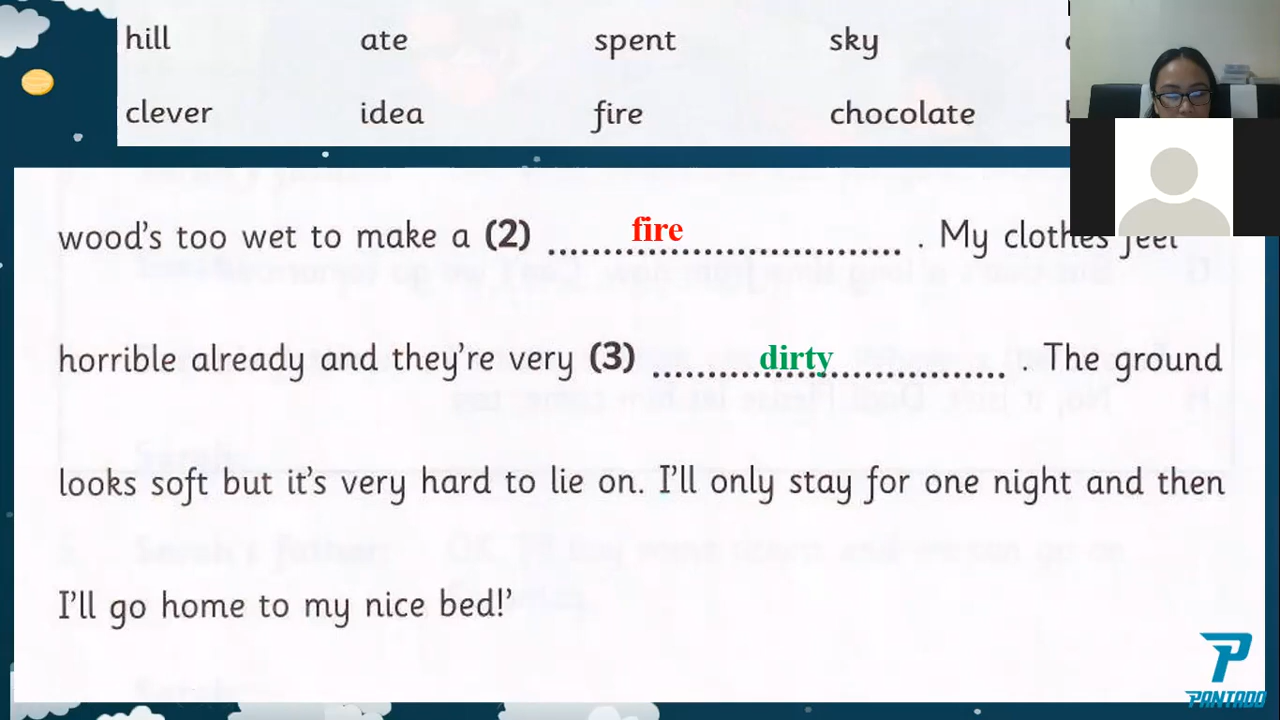 hill ate spent sky
clever idea fire chocolate
wood's too wet to make a (2) fire . My clothes feel
horrible already and they're very (3) dirty . The ground
looks soft but it's very hard to lie on. I'll only stay for one night and then
I'll go home to my nice bed!'
PANTADO